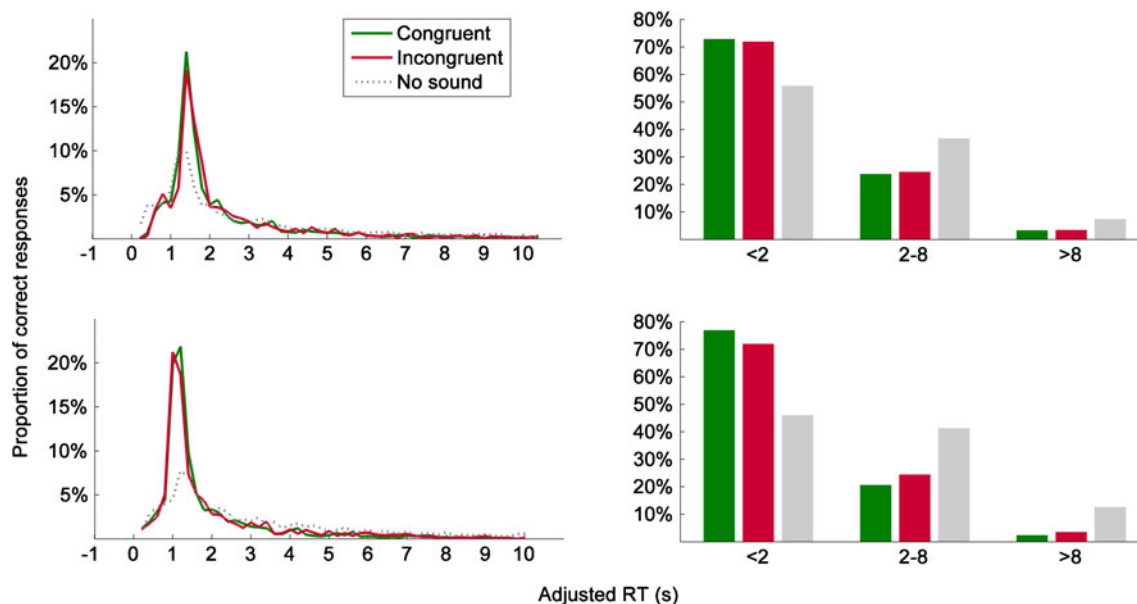 Proportion of correct responses
20%
15%
10%
5%
-1 0 1 2 3 4 5 6 7 8 9 10
Congruent
Incongruent
No sound
80%
70%
60%
50%
40%
30%
20%
10%
<2 2-8 >8
20%
15%
10%
5%
-1 0 1 2 3 4 5 6 7 8 9 10
80%
70%
60%
50%
40%
30%
20%
10%
<2 2-8 >8
Adjusted RT (s)